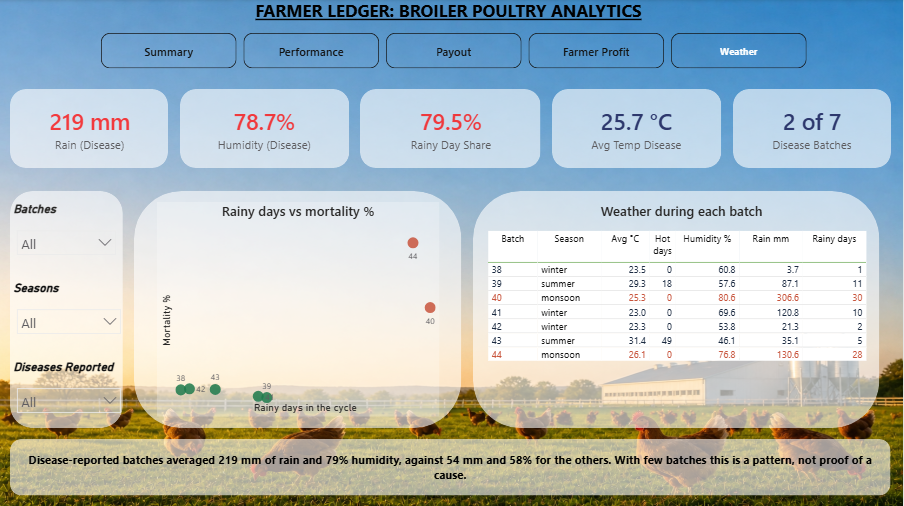 FARMER LEDGER: BROILER POULTRY ANALYTICS
Summary Performance Payout Farmer Profit Weather
219 mm
Rain (Disease)
78.7%
Humidity (Disease)
79.5%
Rainy Day Share
25.7 °C
Avg Temp Disease
2 of 7
Disease Batches
Batches
All
Seasons
All
Diseases Reported
All
Rainy days vs mortality %
Mortality %
44
40
38
42
43
39
Rainy days in the cycle
Weather during each batch
Batch Season Avg °C Hot days Humidity % Rain mm Rainy days
38 winter 23.5 0 60.8 3.7 1
39 summer 29.3 18 57.6 87.1 11
40 monsoon 25.3 0 80.6 306.6 30
41 winter 23.0 0 69.6 120.8 10
42 winter 23.3 0 53.8 21.3 2
43 summer 31.4 49 46.1 35.1 5
44 monsoon 26.1 0 76.8 130.6 28
Disease-reported batches averaged 219 mm of rain and 79% humidity, against 54 mm and 58% for the others. With few batches this is a pattern, not proof of a
cause.